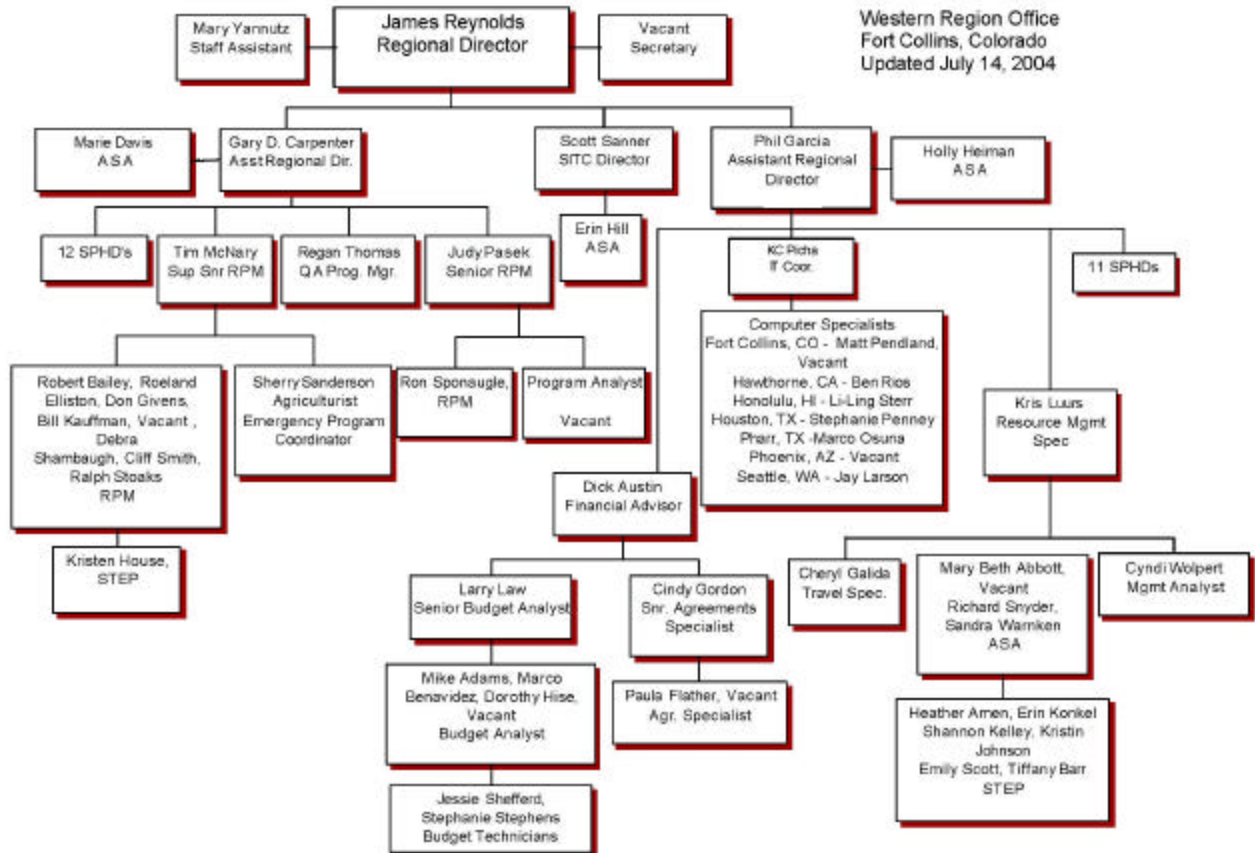 Mary Yannutz
Staff Assistant
James Reynolds
Regional Director
Vacant
Secretary
Western Region Office
Fort Collins, Colorado
Updated July 14, 2004
Marie Davis
ASA
Gary D. Carpenter
Asst Regional Dir.
Scott Sanner
SITC Director
Phil Garcia
Assistant Regional
Director
Holly Heiman
ASA
12 SPHD's
Tim McNary
Sup Snr RPM
Regan Thomas
QA Prog. Mgr.
Judy Pasek
Senior RPM
Erin Hill
ASA
KC Picha
IT Coor.
11 SPHDs
Robert Bailey, Roeland
Elliston, Don Givens,
Bill Kauffman, Vacant ,
Debra
Shambaugh, Cliff Smith,
Ralph Stoaks
RPM
Sherry Sanderson
Agriculturist
Emergency Program
Coordinator
Ron Sponaugle,
RPM
Program Analyst
Vacant
Computer Specialists
Fort Collins, CO - Matt Pendland,
Vacant
Hawthorne, CA - Ben Rios
Honolulu, HI - Li-Ling Sterr
Houston, TX - Stephanie Penney
Pharr, TX -Marco Osuna
Phoenix, AZ - Vacant
Seattle, WA - Jay Larson
Kris Luurs
Resource Mgmt
Spec
Dick Austin
Financial Advisor
Kristen House,
STEP
Larry Law
Senior Budget Analyst
Cindy Gordon
Snr. Agreements
Specialist
Cheryl Galida
Travel Spec.
Mary Beth Abbott,
Vacant
Richard Snyder,
Sandra Warnken
ASA
Cyndi Wolpert
Mgmt Analyst
Mike Adams, Marco
Benavidez, Dorothy Hise,
Vacant
Budget Analyst
Paula Flather, Vacant
Agr. Specialist
Heather Amen, Erin Konkel
Shannon Kelley, Kristin
Johnson
Emily Scott, Tiffany Barr
STEP
Jessie Shefferd,
Stephanie Stephens
Budget Technicians